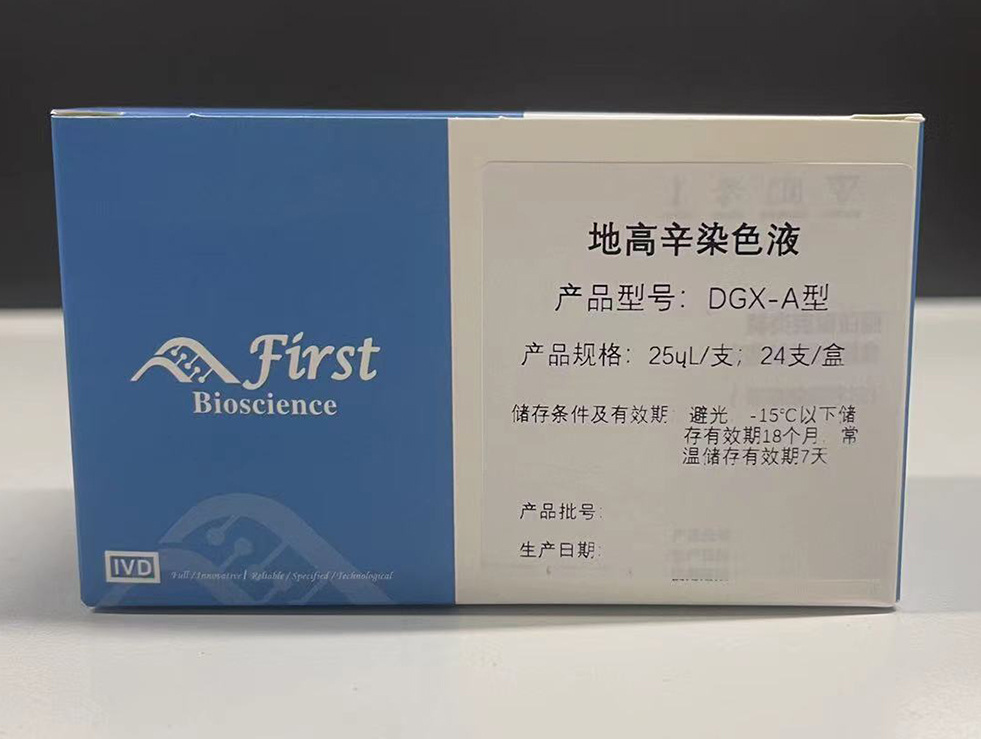 First
Bioscience
IVD
Full / Innovative / Reliable / Specified / Technological
地高辛染色液
产品型号：DGX-A型
产品规格：25ųL/支；24支/盒
储存条件及有效期 避光 -15℃以下储
存有效期18个月 常
温储存有效期7天
产品批号:
生产日期: